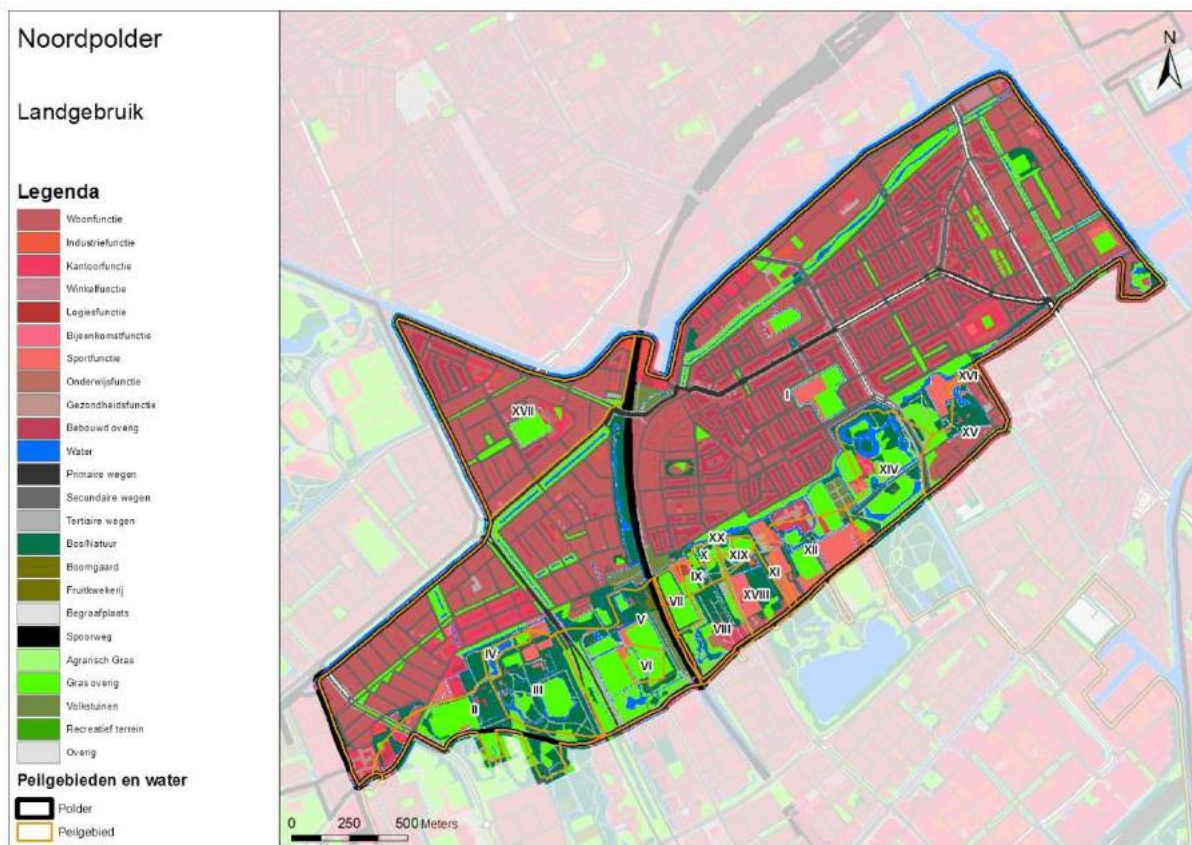 Noordpolder
Landgebruik
Legenda
Woonfunctie
Industriefunctie
Kantoorfunctie
Winkelfunctie
Logiesfunctie
Bijeenkomstfunctie
Sportfunctie
Onderwijsfunctie
Gezondheidsfunctie
Bebouwd overig
Water
Primaire wegen
Secundaire wegen
Tertiaire wegen
Bos/Natuur
Boomgaard
Fruitkwekerij
Begraafplaats
Spoorweg
Agrarisch Gras
Gras overig
Volkstuinen
Recreatief terrein
Overig
Peilgebieden en water
Polder
Peilgebied
N
XVI
I
XV
XVII
XIV
XX
X
XIX
XII
IX
XI
VII
XVIII
V
VIII
IV
VI
III
II
0 250 500 Meters